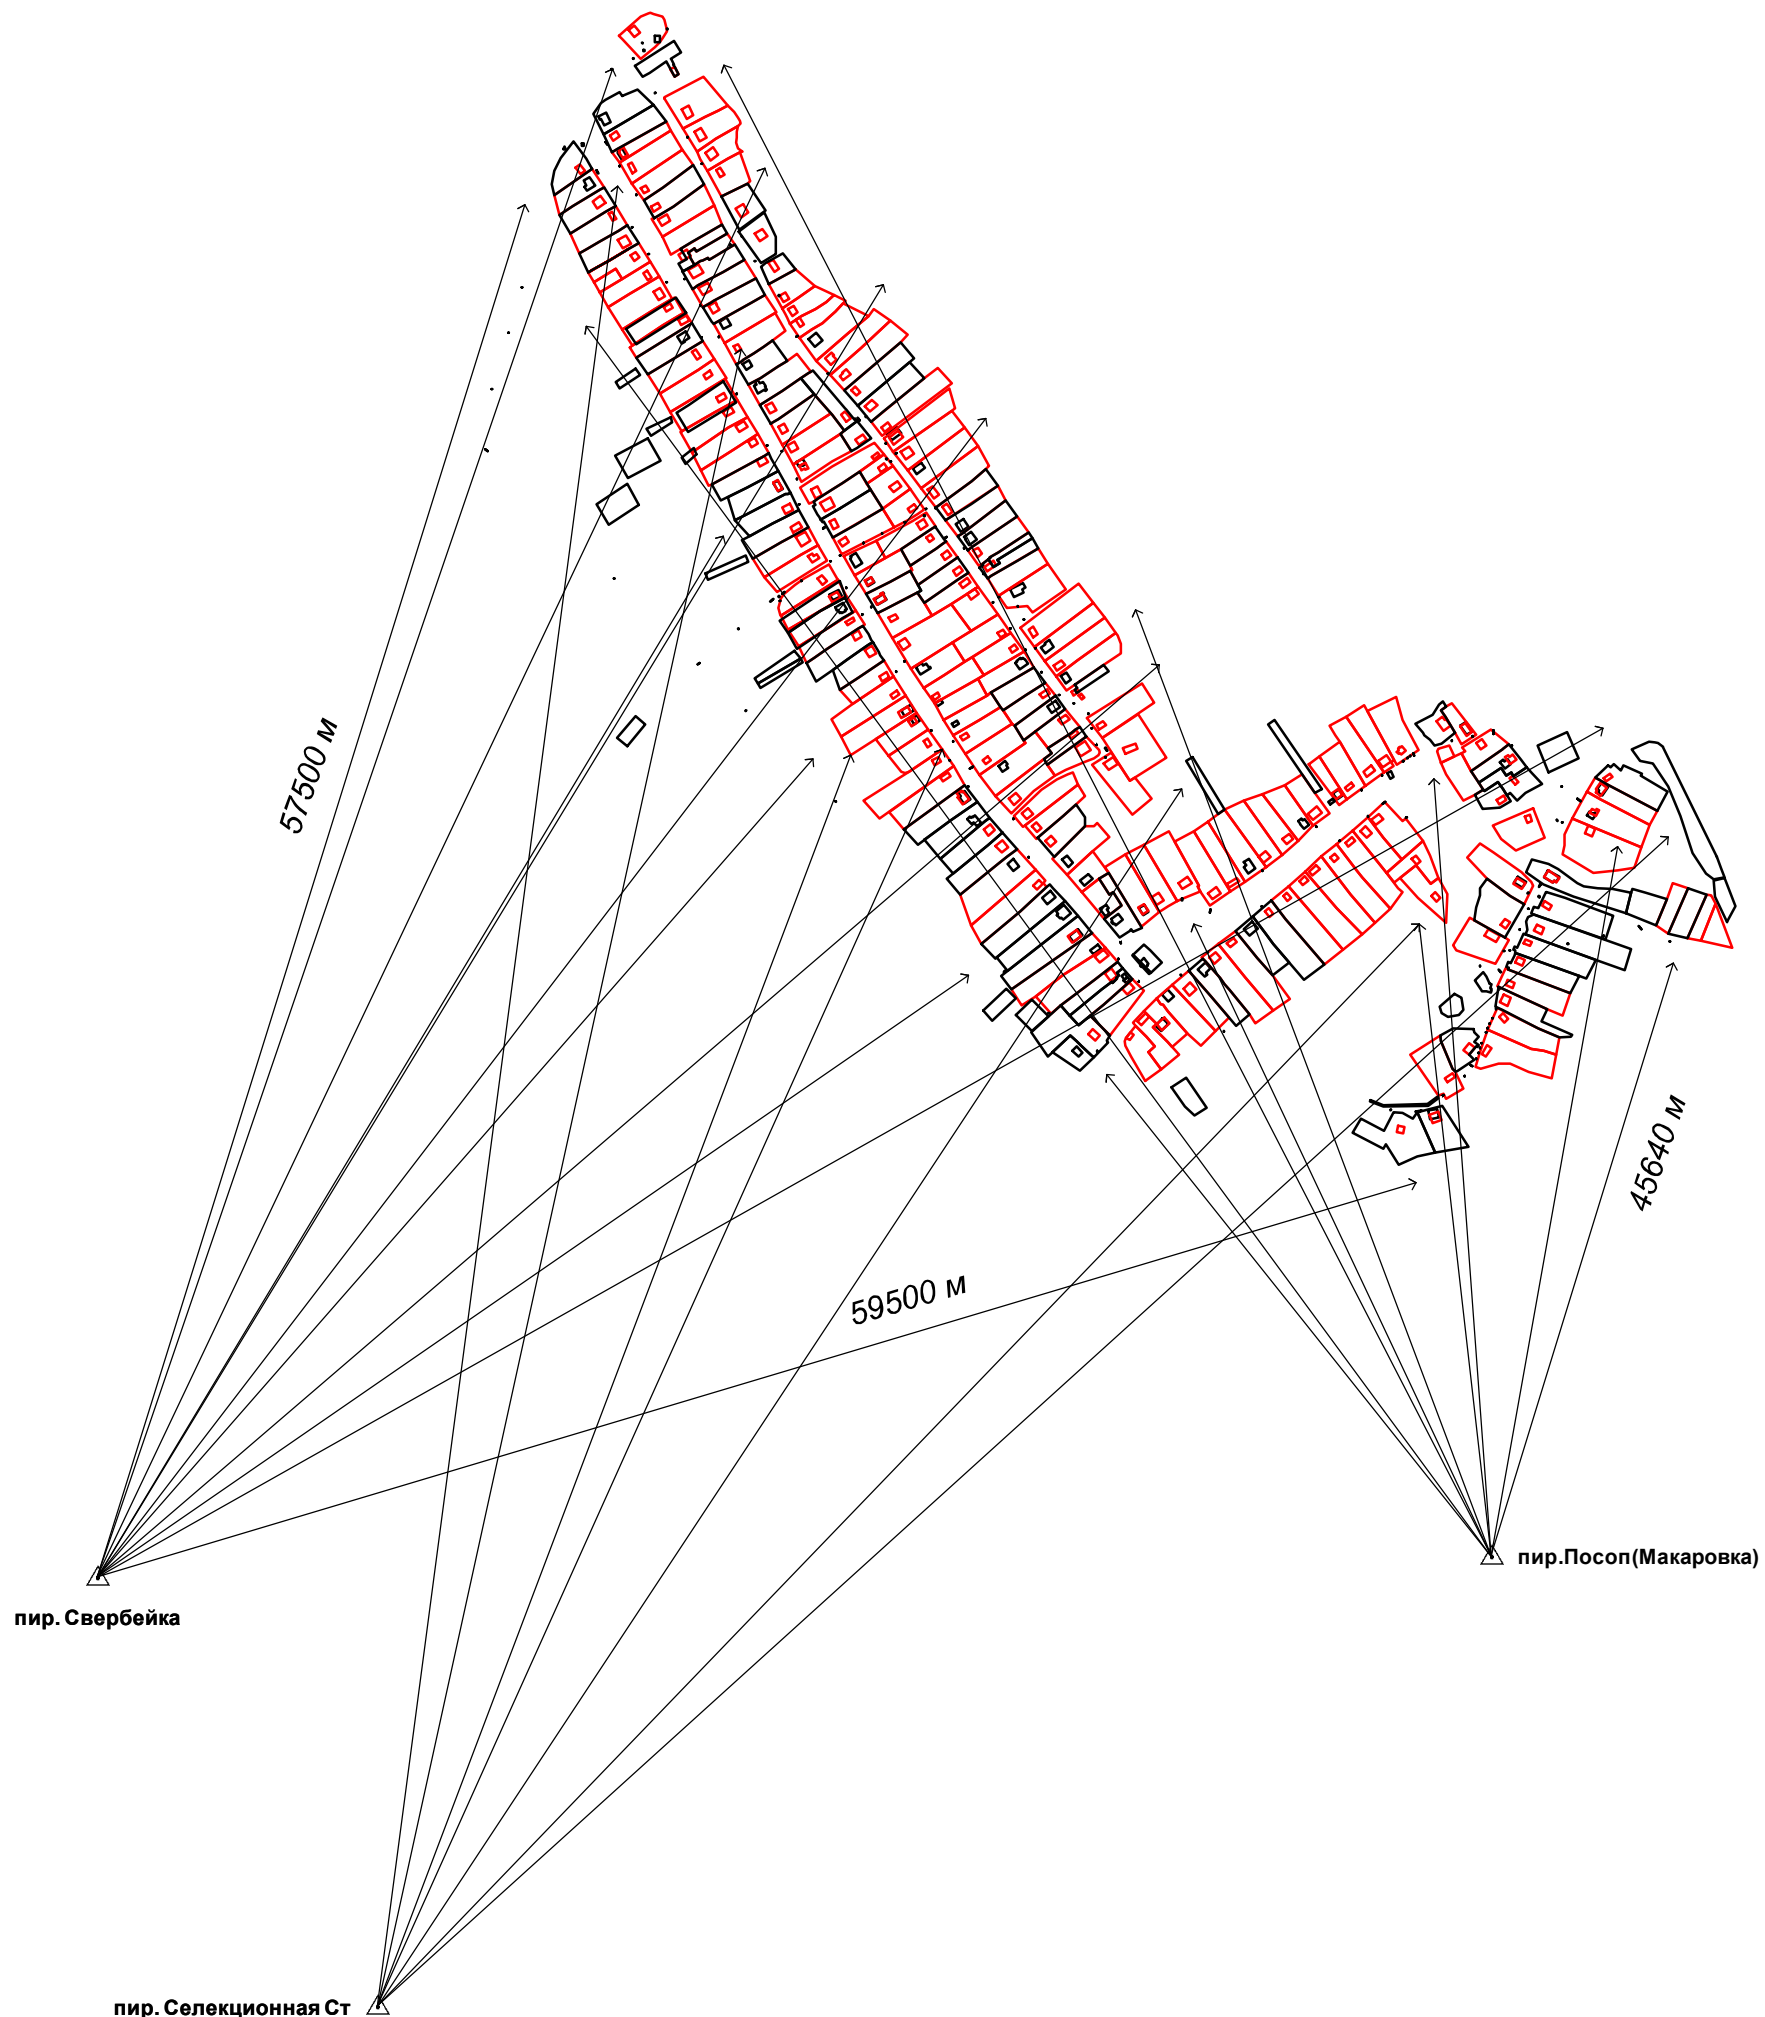 57500 м
45640 м
59500 м
пир.Посоп(Макаровка)
пир. Свербейка
пир. Селекционная Ст